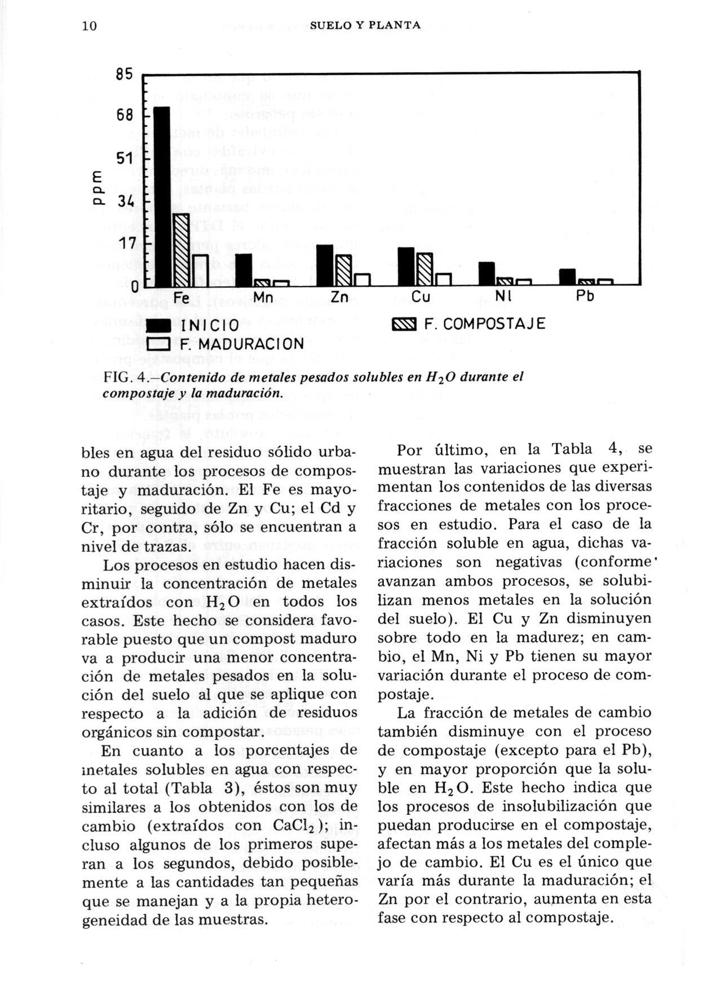 10
SUELO Y PLANTA
85
68
51
34
17
0
ppm
Fe Mn Zn Cu NI Pb
INICIO
F. COMPOSTAJE
F. MADURACION
FIG. 4.—Contenido de metales pesados solubles en H₂O durante el
compostaje y la maduración.
bles en agua del residuo sólido urba-
no durante los procesos de compos-
taje y maduración. El Fe es mayo-
ritario, seguido de Zn y Cu; el Cd y
Cr, por contra, sólo se encuentran a
nivel de trazas.
Los procesos en estudio hacen dis-
minuir la concentración de metales
extraídos con H₂O en todos los
casos. Este hecho se considera favo-
rable puesto que un compost maduro
va a producir una menor concentra-
ción de metales pesados en la solu-
ción del suelo al que se aplique con
respecto a la adición de residuos
orgánicos sin compostar.
En cuanto a los porcentajes de
metales solubles en agua con respec-
to al total (Tabla 3), éstos son muy
similares a los obtenidos con los de
cambio (extraídos con CaCl₂); in-
cluso algunos de los primeros supe-
ran a los segundos, debido posible-
mente a las cantidades tan pequeñas
que se manejan y a la propia hetero-
geneidad de las muestras.
Por último, en la Tabla 4, se
muestran las variaciones que experi-
mentan los contenidos de las diversas
fracciones de metales con los proce-
sos en estudio. Para el caso de la
fracción soluble en agua, dichas va-
riaciones son negativas (conforme
avanzan ambos procesos, se solubi-
lizan menos metales en la solución
del suelo). El Cu y Zn disminuyen
sobre todo en la madurez; en cam-
bio, el Mn, Ni y Pb tienen su mayor
variación durante el proceso de com-
postaje.
La fracción de metales de cambio
también disminuye con el proceso
de compostaje (excepto para el Pb),
y en mayor proporción que la solu-
ble en H₂O. Este hecho indica que
los procesos de insolubilización que
puedan producirse en el compostaje,
afectan más a los metales del comple-
jo de cambio. El Cu es el único que
varía más durante la maduración; el
Zn por el contrario, aumenta en esta
fase con respecto al compostaje.